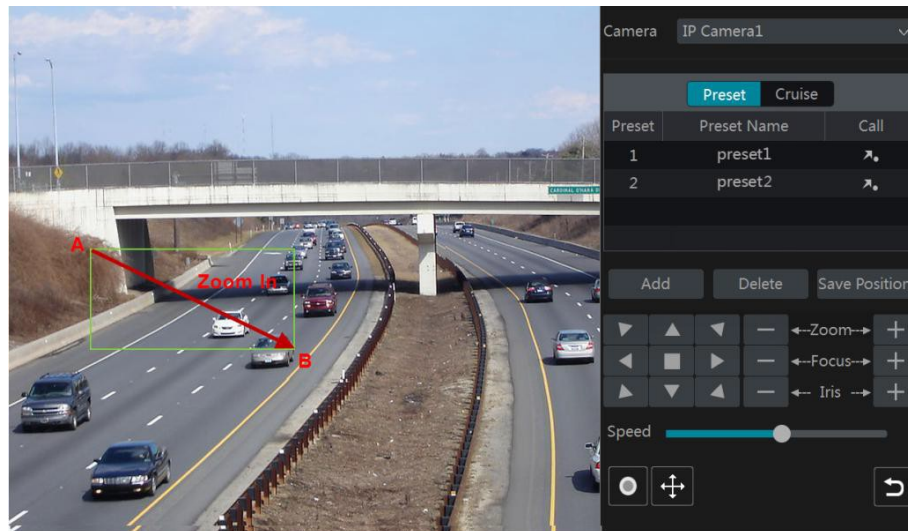 Camera IP Camera1
Preset Cruise
Preset Preset Name Call
1 preset1
2 preset2
Add Delete Save Position
Zoom
Focus
Iris
Speed
A
Zoom In
B